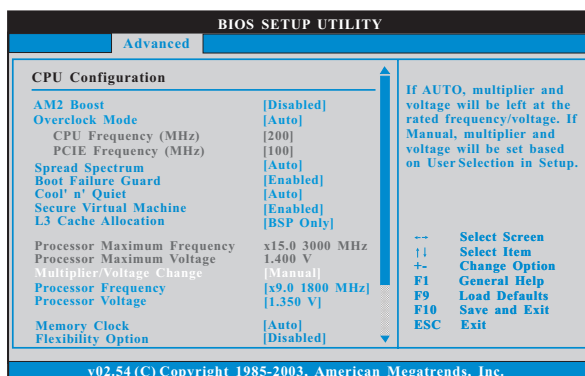 BIOS SETUP UTILITY
Advanced
CPU Configuration
AM2 Boost [Disabled]
Overclock Mode [Auto]
CPU Frequency (MHz) [200]
PCIE Frequency (MHz) [100]
Spread Spectrum [Auto]
Boot Failure Guard [Enabled]
Cool' n' Quiet [Auto]
Secure Virtual Machine [Enabled]
L3 Cache Allocation [BSP Only]
Processor Maximum Frequency x15.0 3000 MHz
Processor Maximum Voltage 1.400 V
Multiplier/Voltage Change [Manual]
Processor Frequency [x9.0 1800 MHz]
Processor Voltage [1.350 V]
Memory Clock [Auto]
Flexibility Option [Disabled]
If AUTO, multiplier and
voltage will be left at the
rated frequency/voltage. If
Manual, multiplier and
voltage will be set based
on User Selection in Setup.
←→ Select Screen
↑↓ Select Item
+- Change Option
F1 General Help
F9 Load Defaults
F10 Save and Exit
ESC Exit
v02.54 (C) Copyright 1985-2003, American Megatrends, Inc.